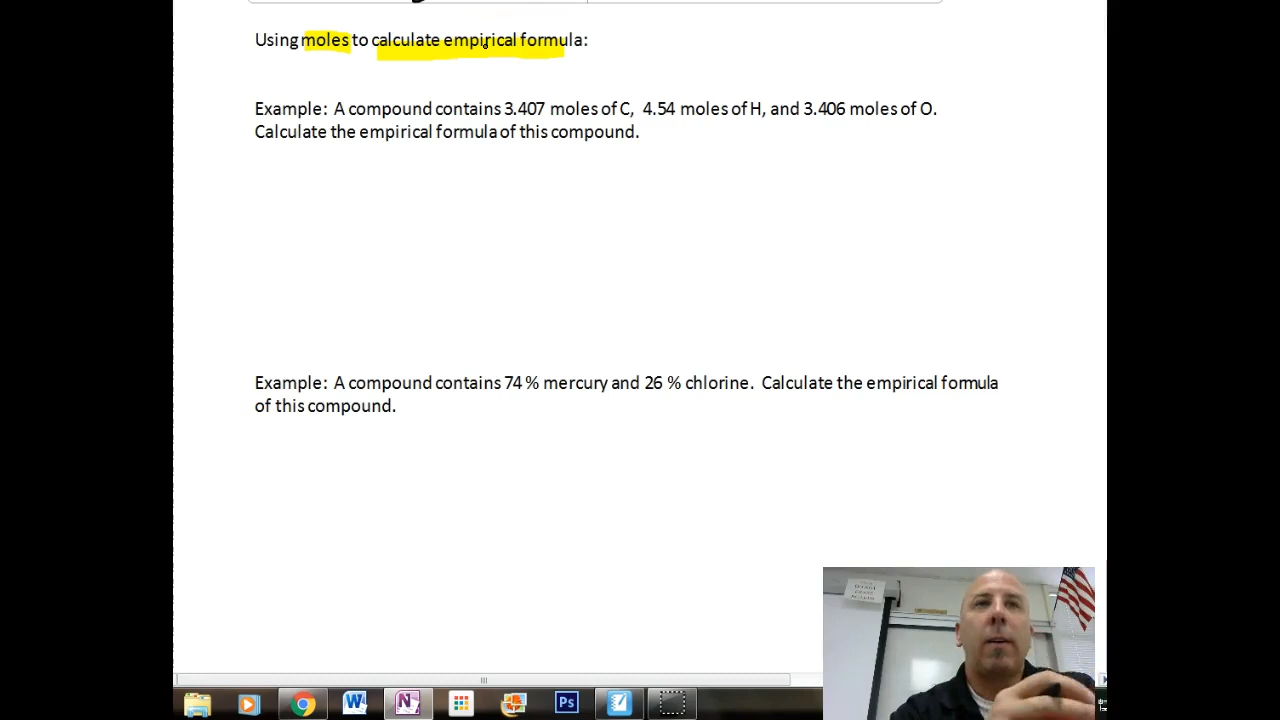 Using moles to calculate empirical formula:
Example: A compound contains 3.407 moles of C, 4.54 moles of H, and 3.406 moles of O.
Calculate the empirical formula of this compound.
Example: A compound contains 74 % mercury and 26 % chlorine. Calculate the empirical formula
of this compound.
W
N
Ps